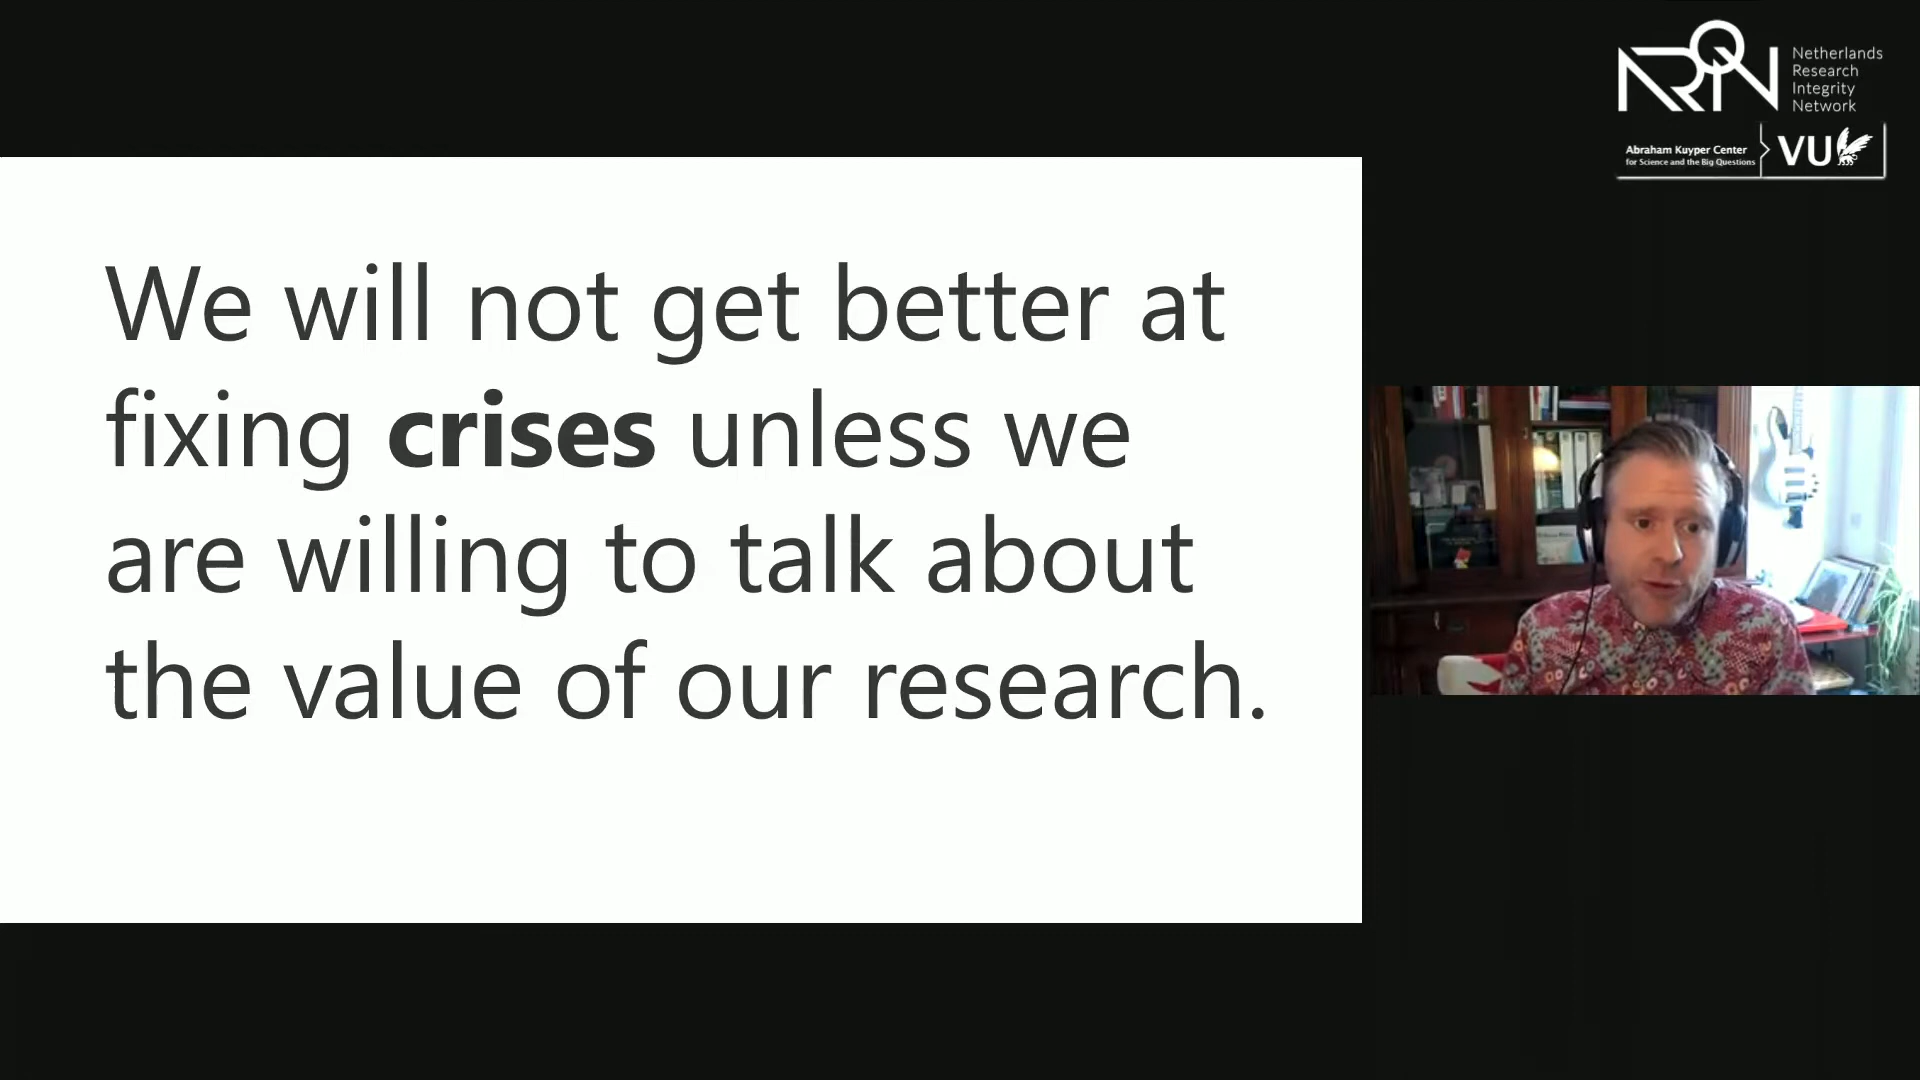 We will not get better at
fixing crises unless we
are willing to talk about
the value of our research.
NRIN
Netherlands
Research
Integrity
Network
Abraham Kuyper Center
for Science and the Big Questions
VU